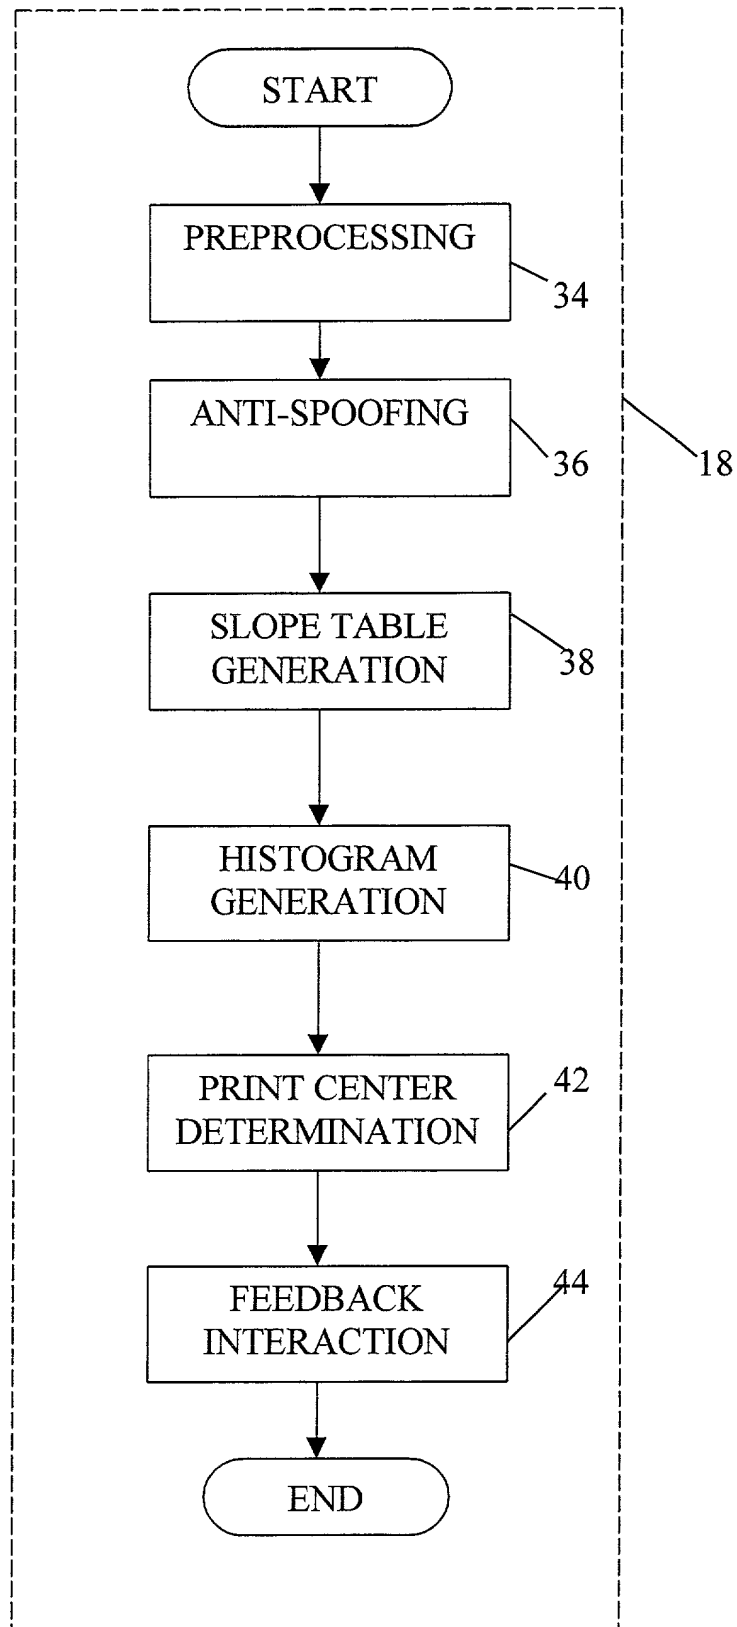 START
PREPROCESSING
34
ANTI-SPOOFING
36
18
SLOPE TABLE
GENERATION
38
HISTOGRAM
GENERATION
40
PRINT CENTER
DETERMINATION
42
FEEDBACK
INTERACTION
44
END